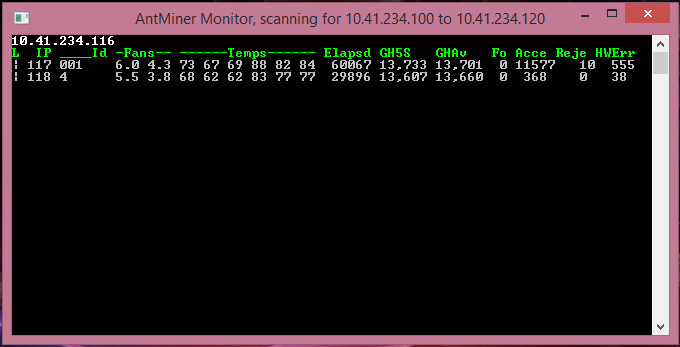 AntMiner Monitor, scanning for 10.41.234.100 to 10.41.234.120
10.41.234.116
L  IP ____Id -Fans-- ------Temps------ Elapsd GH5S   GHAv   Fo Acce Reje HWErr
¦ 117 001    6.0 4.3 73 67 69 88 82 84  60067 13,733 13,701  0 11577   10  555
¦ 118 4      5.5 3.8 68 62 62 83 77 77  29896 13,607 13,660  0  368    0   38